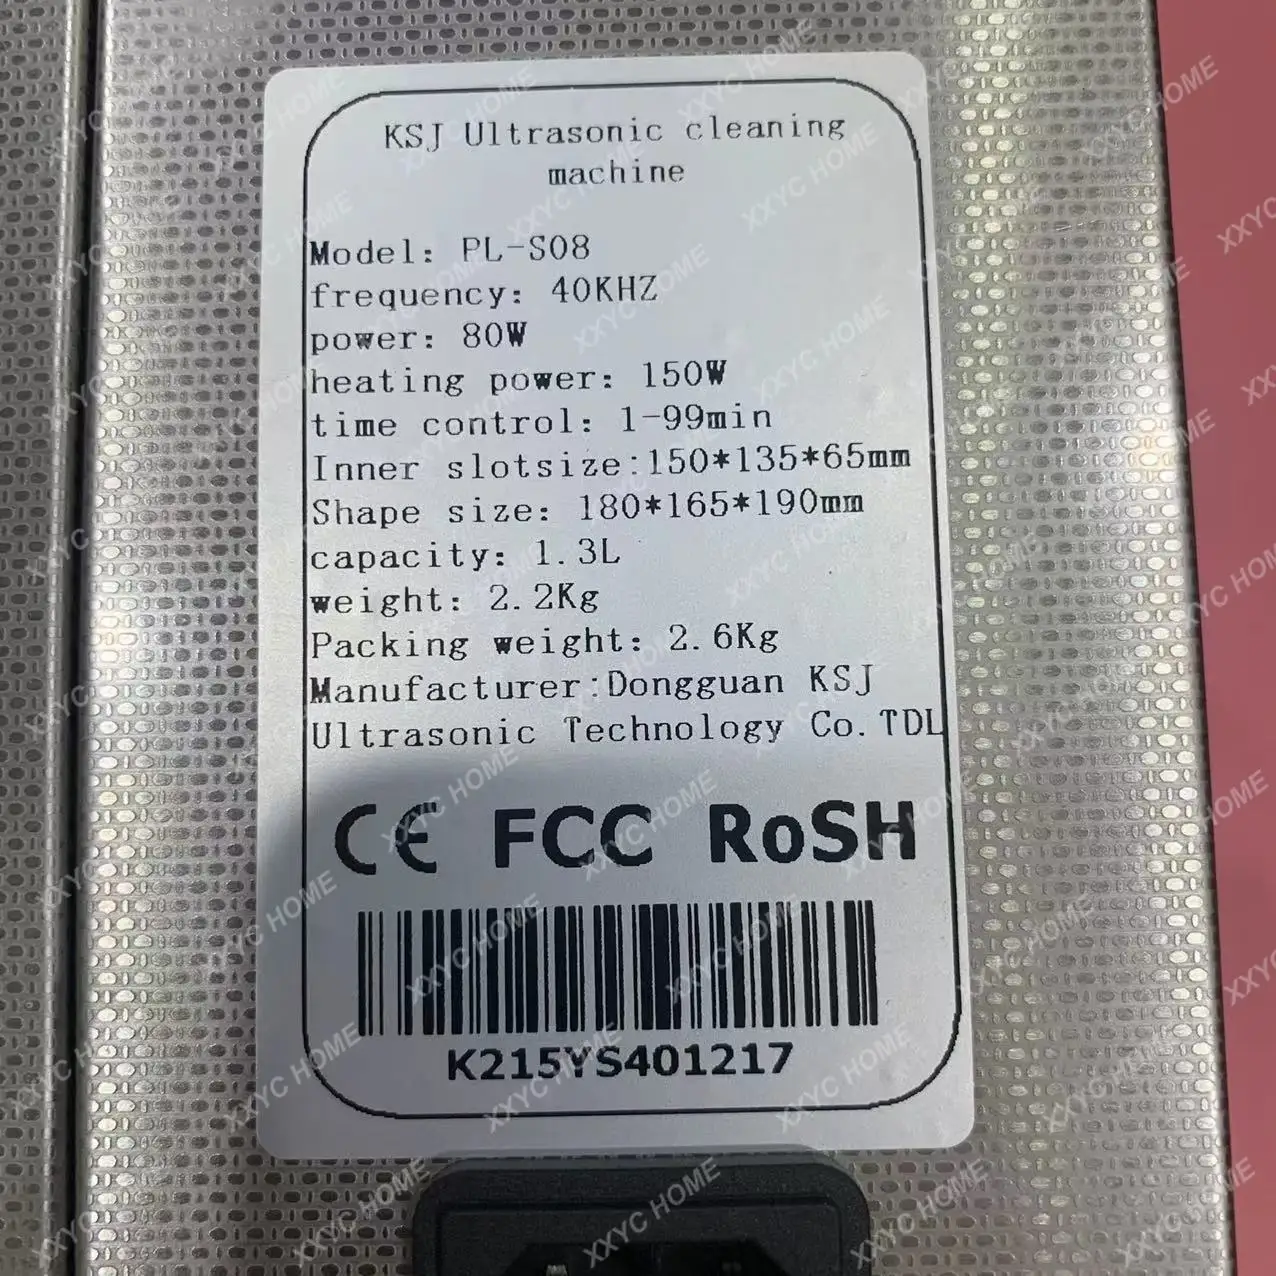 KSJ Ultrasonic cleaning
machine
Model: PL-S08
frequency: 40KHZ
power: 80W
heating power: 150W
time control: 1-99min
Inner slotsize:150*135*65mm
Shape size: 180*165*190mm
capacity: 1.3L
weight: 2.2Kg
Packing weight: 2.6Kg
Manufacturer:Dongguan KSJ
Ultrasonic Technology Co.TDL
CE FCC RoSH
K215YS401217
XXYC HOME